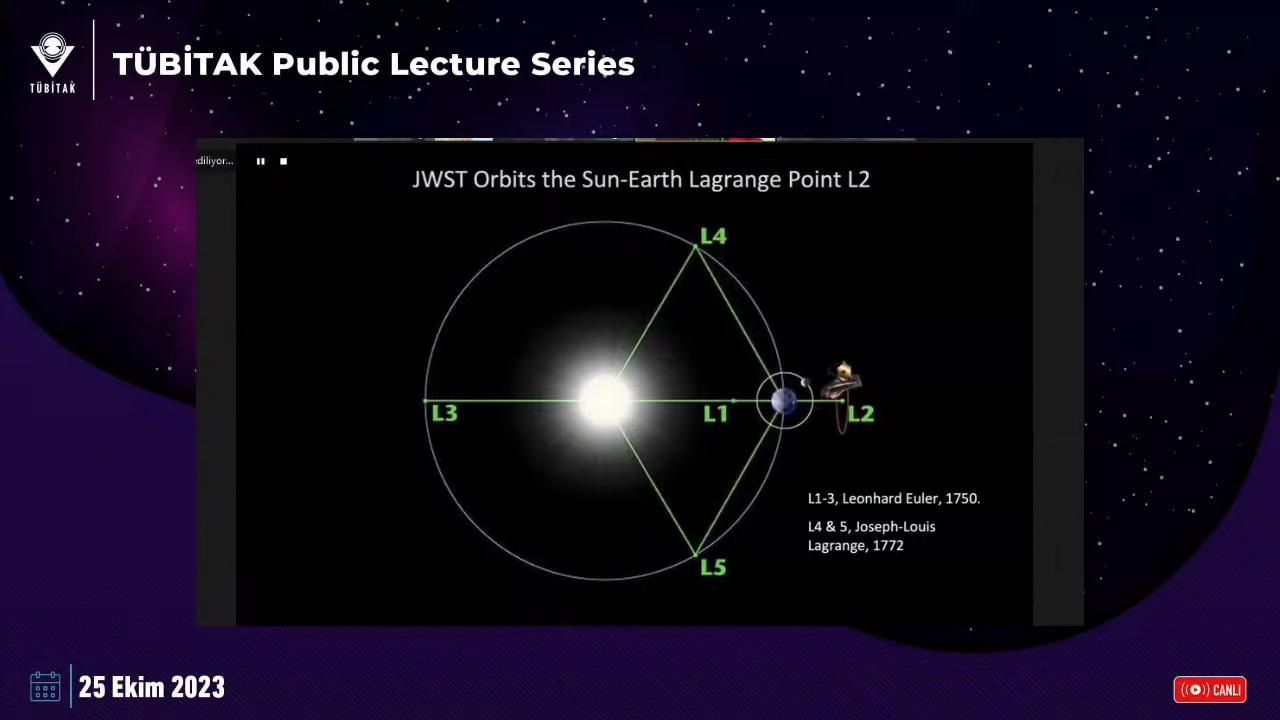 TÜBİTAK
TÜBİTAK Public Lecture Series
ediliyor...
JWST Orbits the Sun-Earth Lagrange Point L2
L4
L3
L1
L2
L1-3, Leonhard Euler, 1750.
L4 & 5, Joseph-Louis
Lagrange, 1772
L5
25 Ekim 2023
CANLI